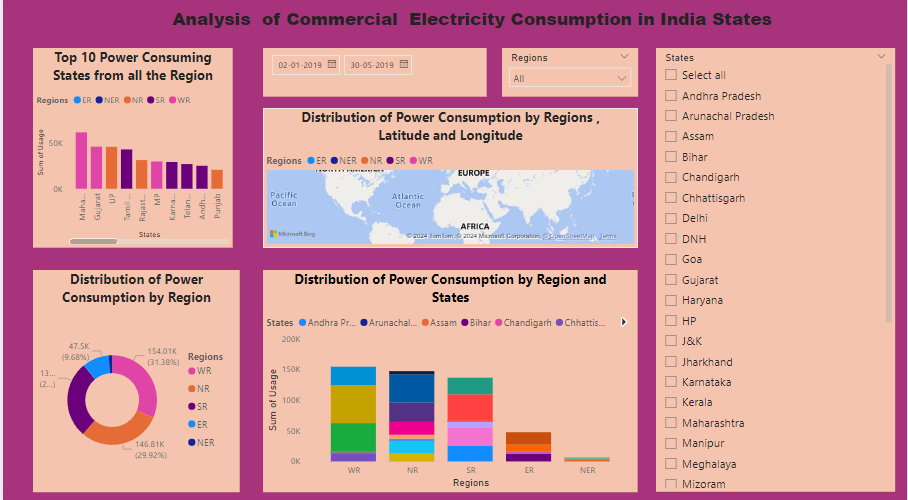 Analysis of Commercial Electricity Consumption in India States
Top 10 Power Consuming
States from all the Region
Regions ER NER NR SR WR
Sum of Usage
50K
0K
Maha...
Gujarat
UP
Tamil ...
Rajast...
MP
Karna...
Telan...
Andh...
Punjab
States
02-01-2019
30-05-2019
Regions
All
Distribution of Power Consumption by Regions ,
Latitude and Longitude
Regions ER NER NR SR WR
NORTH AMERICA
EUROPE
Pacific
Ocean
Atlantic
Ocean
AFRICA
Microsoft Bing
© 2024 TomTom, © 2024 Microsoft Corporation, © OpenStreetMap Terms
Distribution of Power
Consumption by Region
47.5K
(9.68%)
154.01K
(31.38%)
13...
(2...)
146.81K
(29.92%)
Regions
WR
NR
SR
ER
NER
Distribution of Power Consumption by Region and
States
States Andhra Pr... Arunachal... Assam Bihar Chandigarh Chhattis...
Sum of Usage
200K
150K
100K
50K
0K
WR NR SR ER NER
Regions
States
Select all
Andhra Pradesh
Arunachal Pradesh
Assam
Bihar
Chandigarh
Chhattisgarh
Delhi
DNH
Goa
Gujarat
Haryana
HP
J&K
Jharkhand
Karnataka
Kerala
Maharashtra
Manipur
Meghalaya
Mizoram